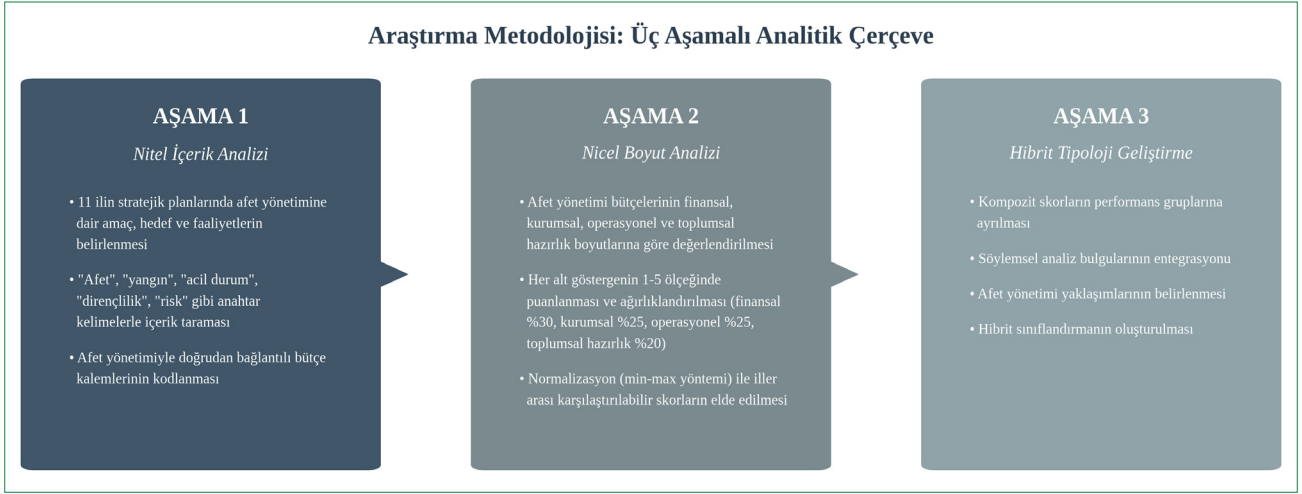 Araştırma Metodolojisi: Üç Aşamalı Analitik Çerçeve
AŞAMA 1
Nitel İçerik Analizi
• 11 ilin stratejik planlarında afet yönetimine
dair amaç, hedef ve faaliyetlerin
belirlenmesi
• "Afet", "yangın", "acil durum",
"dirençlilik", "risk" gibi anahtar
kelimelerle içerik taraması
• Afet yönetimiyle doğrudan bağlantılı bütçe
kalemlerinin kodlanması
AŞAMA 2
Nicel Boyut Analizi
• Afet yönetimi bütçelerinin finansal,
kurumsal, operasyonel ve toplumsal
hazırlık boyutlarına göre değerlendirilmesi
• Her alt göstergenin 1-5 ölçeğinde
puanlanması ve ağırlıklandırılması (finansal
%30, kurumsal %25, operasyonel %25,
toplumsal hazırlık %20)
• Normalizasyon (min-max yöntemi) ile iller
arası karşılaştırılabilir skorların elde edilmesi
AŞAMA 3
Hibrit Tipoloji Geliştirme
• Kompozit skorların performans gruplarına
ayrılması
• Söylemsel analiz bulgularının entegrasyonu
• Afet yönetimi yaklaşımlarının belirlenmesi
• Hibrit sınıflandırmanın oluşturulması